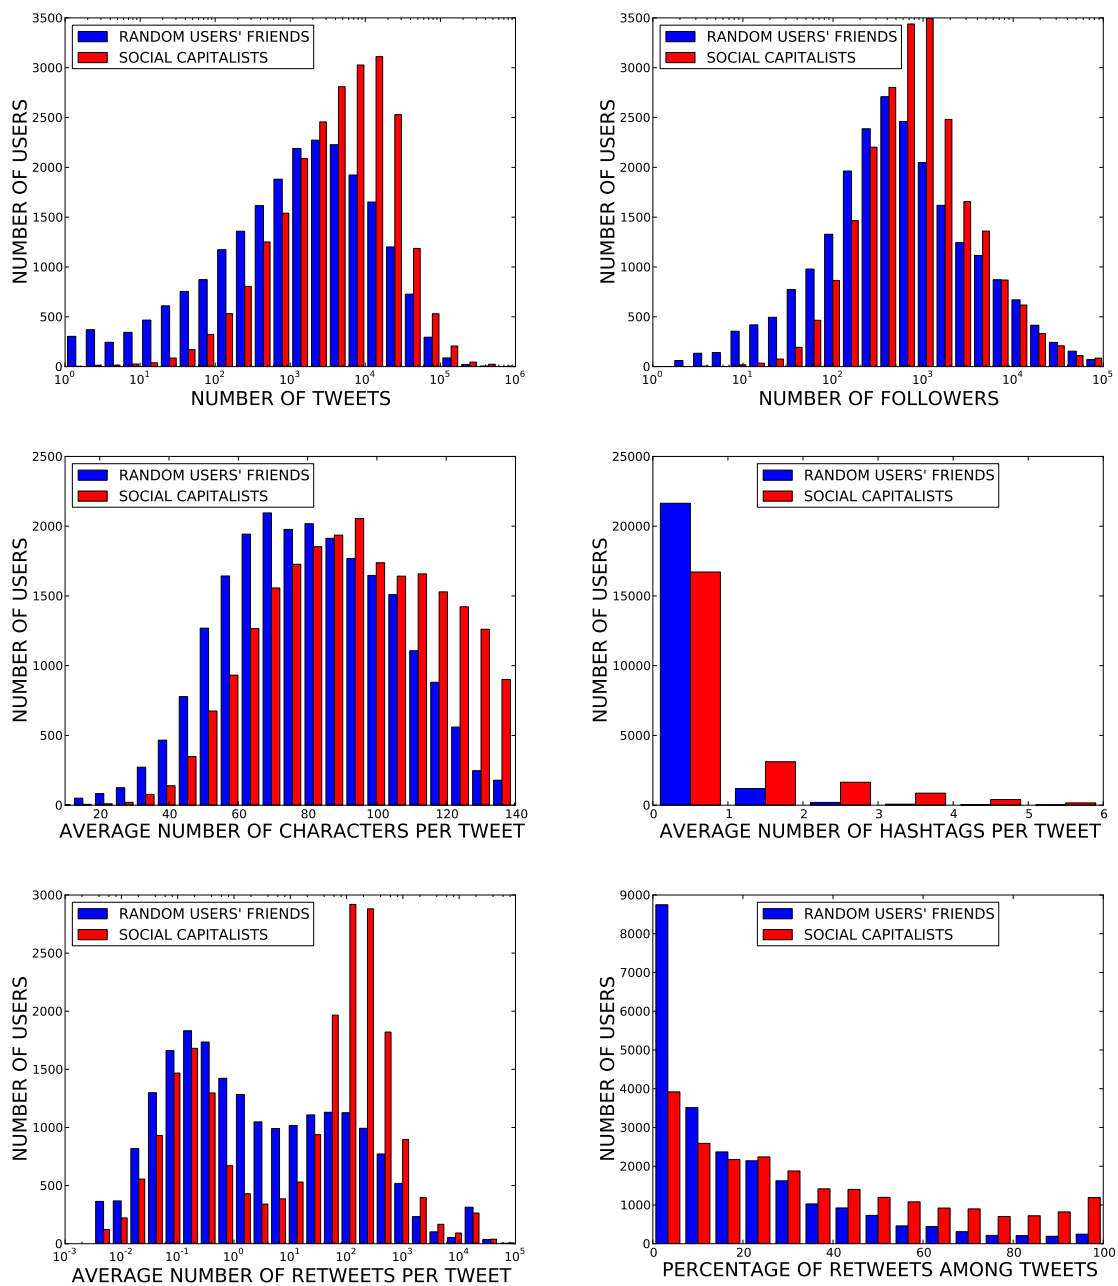 3500
3000
2500
2000
1500
1000
500
0
NUMBER OF USERS
RANDOM USERS' FRIENDS
SOCIAL CAPITALISTS
10^0 10^1 10^2 10^3 10^4 10^5 10^6
NUMBER OF TWEETS
3500
3000
2500
2000
1500
1000
500
0
NUMBER OF USERS
RANDOM USERS' FRIENDS
SOCIAL CAPITALISTS
10^0 10^1 10^2 10^3 10^4 10^5
NUMBER OF FOLLOWERS
2500
2000
1500
1000
500
0
NUMBER OF USERS
RANDOM USERS' FRIENDS
SOCIAL CAPITALISTS
20 40 60 80 100 120 140
AVERAGE NUMBER OF CHARACTERS PER TWEET
25000
20000
15000
10000
5000
0
NUMBER OF USERS
RANDOM USERS' FRIENDS
SOCIAL CAPITALISTS
0 1 2 3 4 5 6
AVERAGE NUMBER OF HASHTAGS PER TWEET
3000
2500
2000
1500
1000
500
0
NUMBER OF USERS
RANDOM USERS' FRIENDS
SOCIAL CAPITALISTS
10^-3 10^-2 10^-1 10^0 10^1 10^2 10^3 10^4 10^5
AVERAGE NUMBER OF RETWEETS PER TWEET
9000
8000
7000
6000
5000
4000
3000
2000
1000
0
NUMBER OF USERS
RANDOM USERS' FRIENDS
SOCIAL CAPITALISTS
0 20 40 60 80 100
PERCENTAGE OF RETWEETS AMONG TWEETS